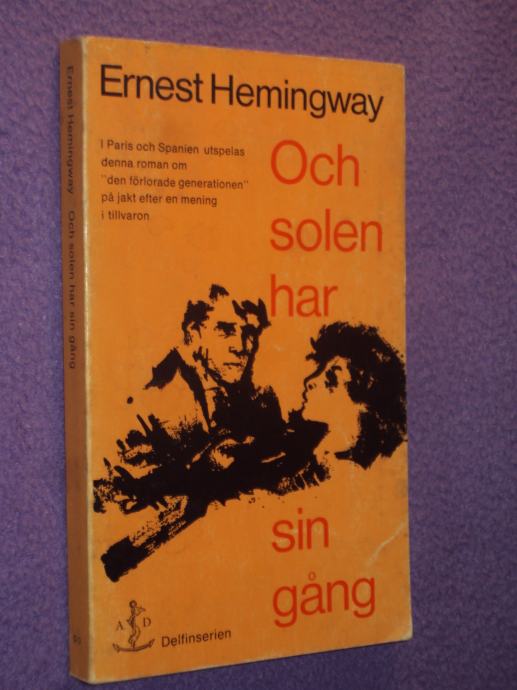 Ernest Hemingway
I Paris och Spanien utspelas
denna roman om
"den förlorade generationen"
på jakt efter en mening
i tillvaron
Och
solen
har
sin
gång
A D
Delfinserien
Ernest Hemingway Och solen har sin gång